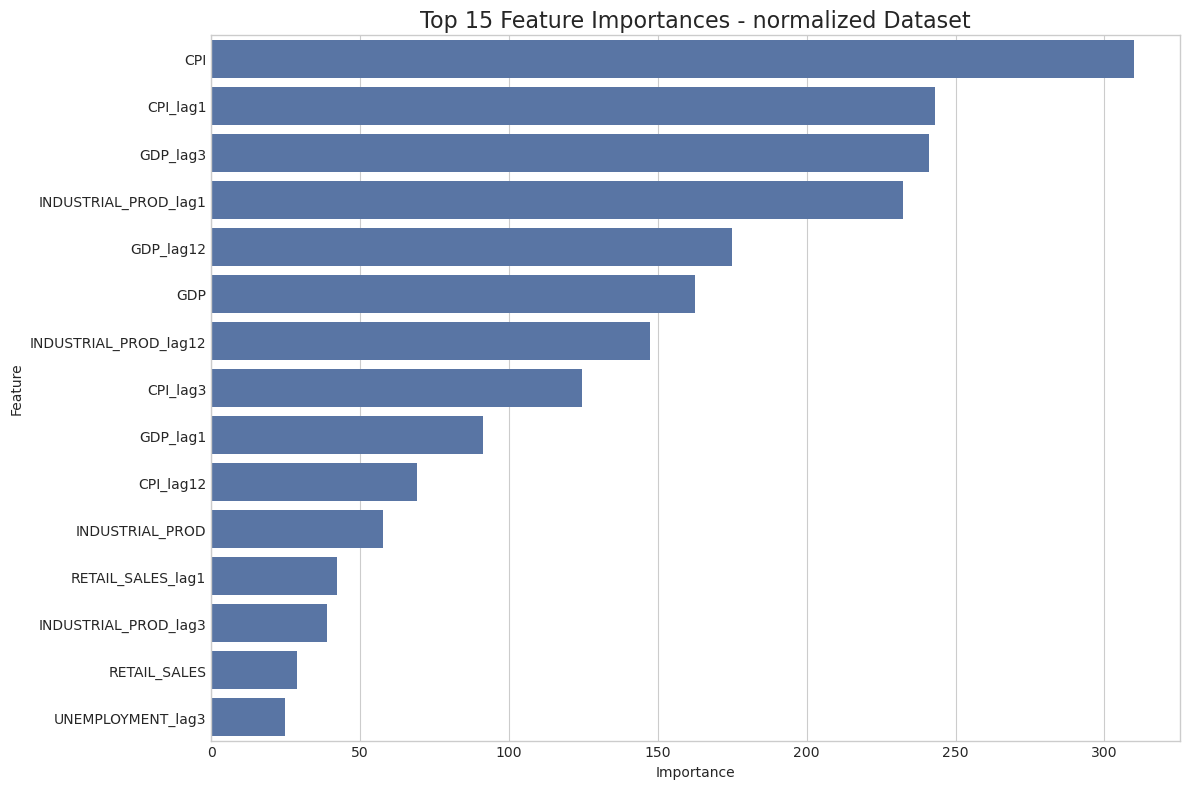 Top 15 Feature Importances - normalized Dataset
CPI
CPI_lag1
GDP_lag3
INDUSTRIAL_PROD_lag1
GDP_lag12
GDP
INDUSTRIAL_PROD_lag12
CPI_lag3
GDP_lag1
CPI_lag12
INDUSTRIAL_PROD
RETAIL_SALES_lag1
INDUSTRIAL_PROD_lag3
RETAIL_SALES
UNEMPLOYMENT_lag3
Feature
0 50 100 150 200 250 300
Importance